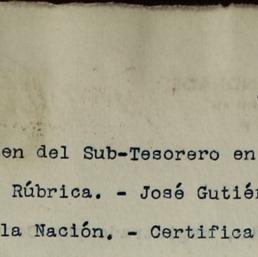 en del Sub-Tesorero en
Rúbrica. - José Gutié
la Nación. - Certifica